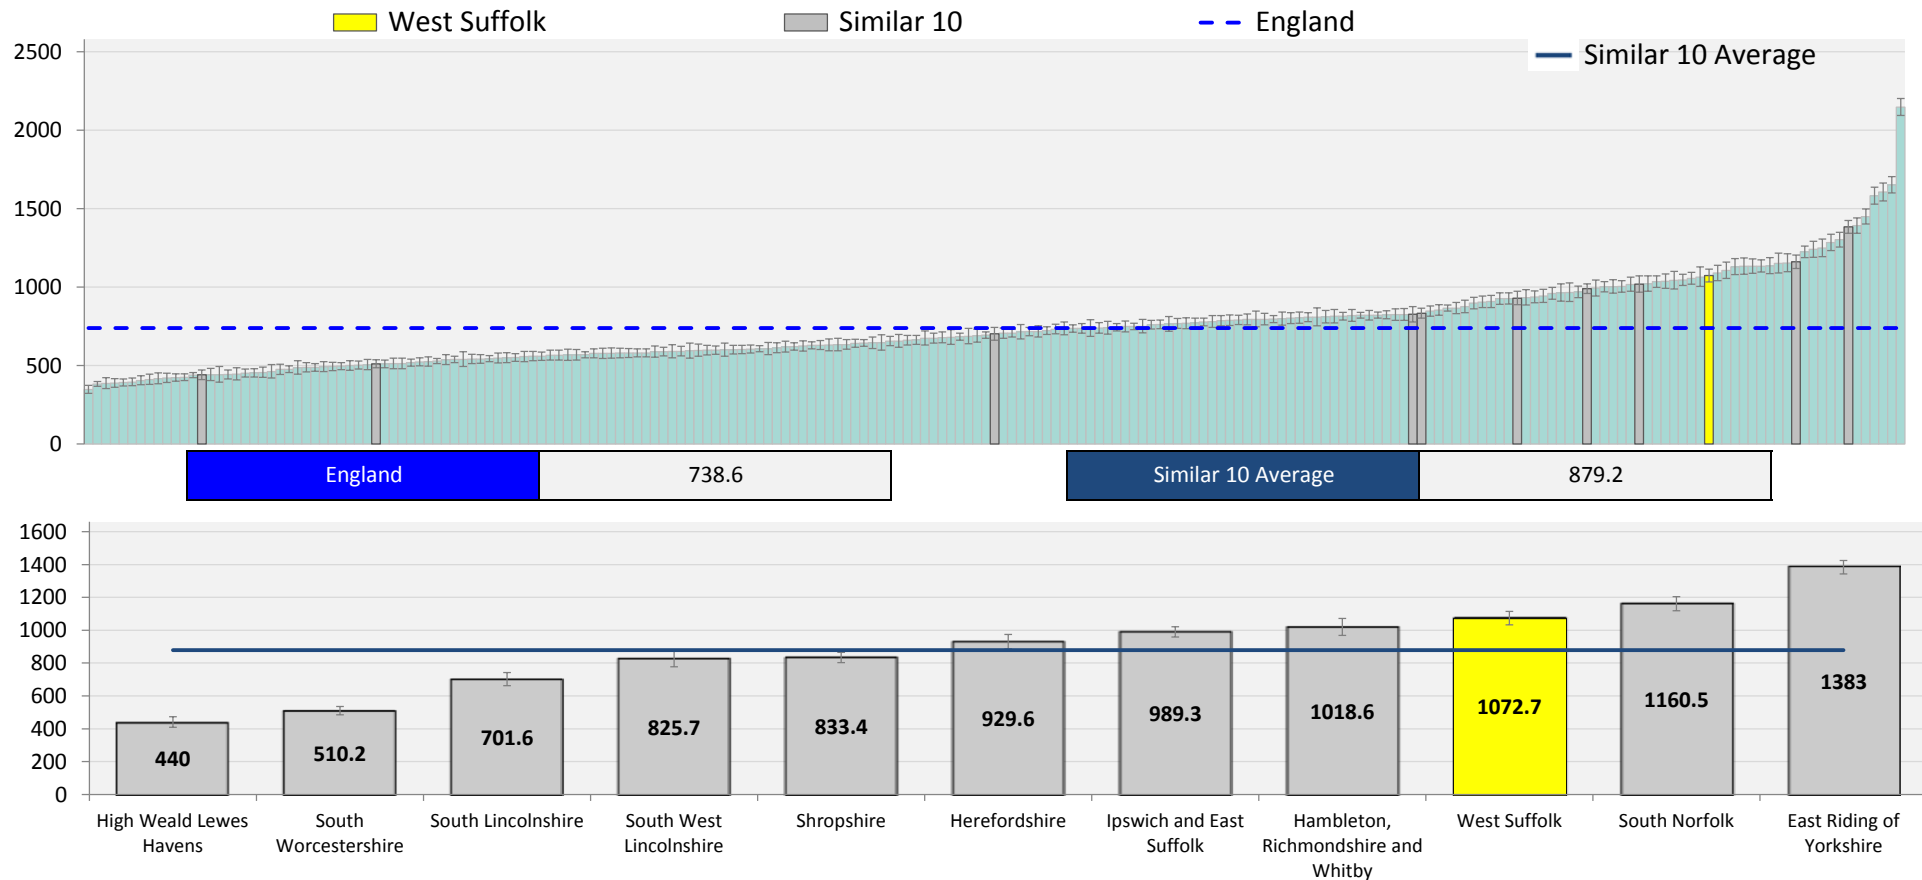 West Suffolk
Similar 10
England
Similar 10 Average
2500
2000
1500
1000
500
0
England 738.6
Similar 10 Average 879.2
1600
1400
1200
1000
800
600
400
200
0
440
510.2
701.6
825.7
833.4
929.6
989.3
1018.6
1072.7
1160.5
1383
High Weald Lewes
Havens
South
Worcestershire
South Lincolnshire
South West
Lincolnshire
Shropshire
Herefordshire
Ipswich and East
Suffolk
Hambleton,
Richmondshire and
Whitby
West Suffolk
South Norfolk
East Riding of
Yorkshire